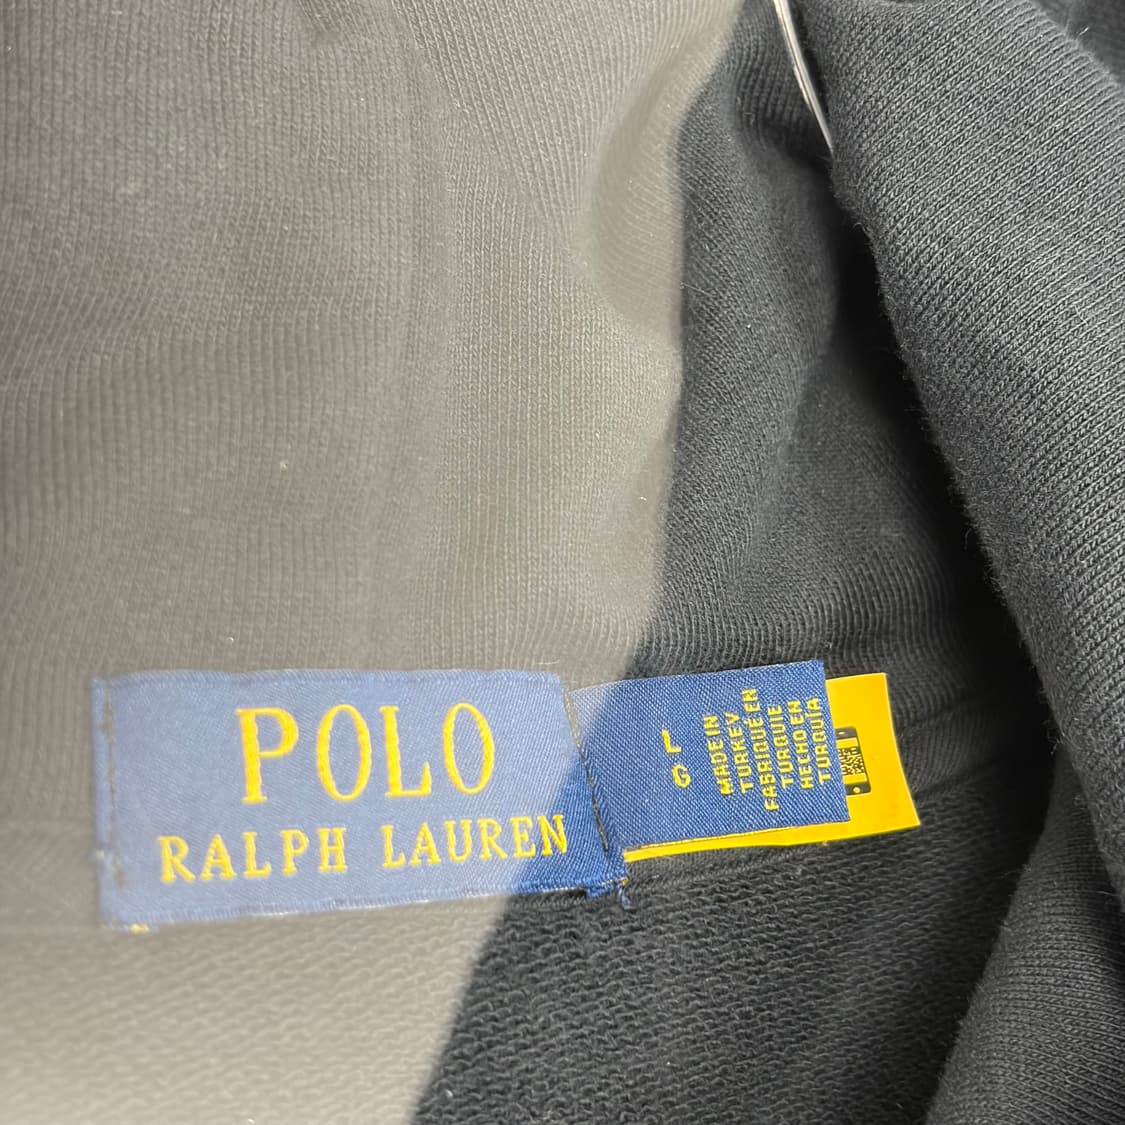 POLO
RALPH LAUREN
L
G
MADE IN
TURKEY
FABRIQUÉ EN
TURQUIE
HECHO EN
TURQUÍA